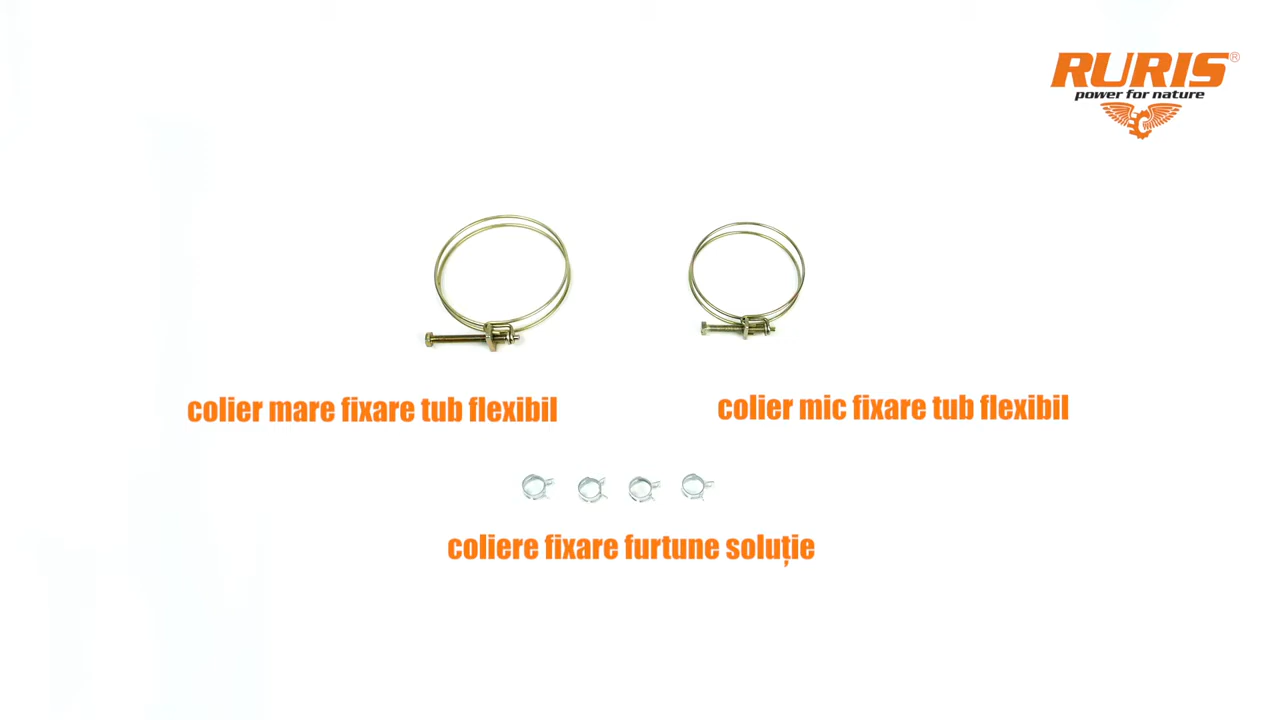 RURIS®
power for nature
colier mare fixare tub flexibil
colier mic fixare tub flexibil
coliere fixare furtune soluție